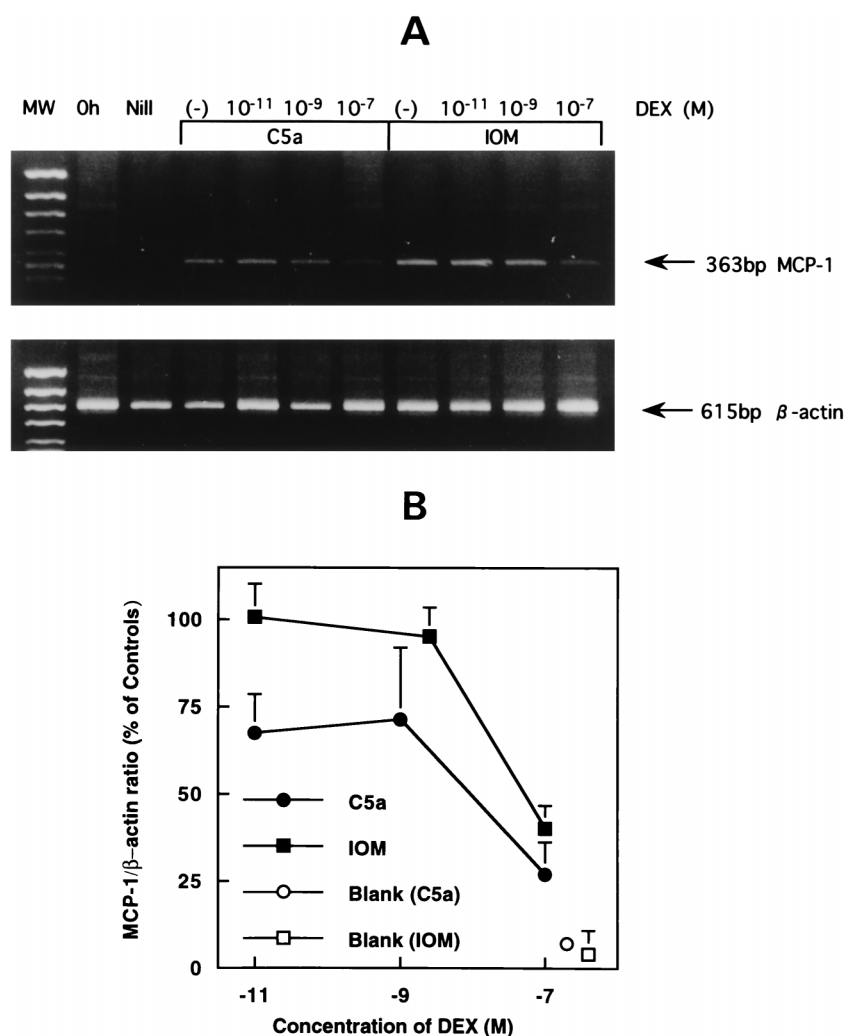 A
MW 0h Nill (-) 10-11 10-9 10-7 (-) 10-11 10-9 10-7 DEX (M)
C5a IOM
363bp MCP-1
615bp β-actin
B
MCP-1/β-actin ratio (% of Controls)
100
75
50
25
0
C5a
IOM
Blank (C5a)
Blank (IOM)
-11 -9 -7
Concentration of DEX (M)